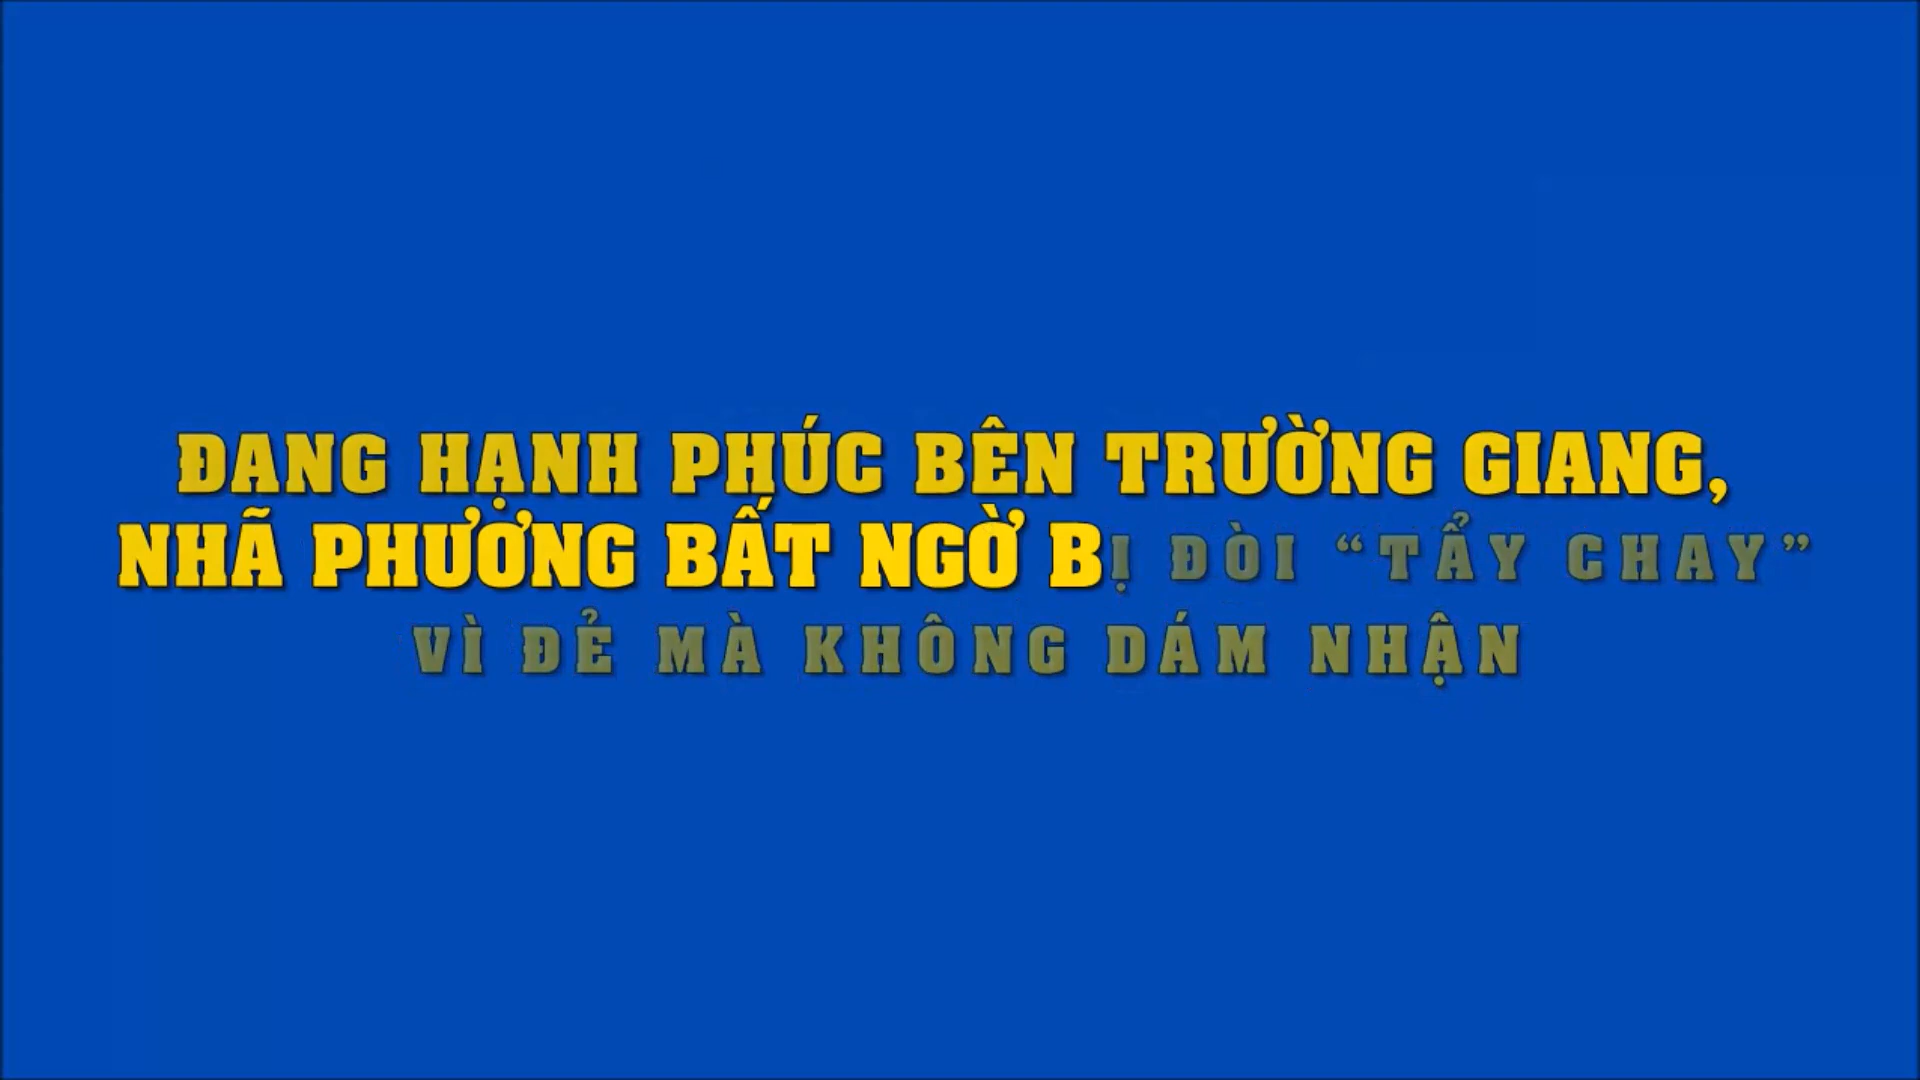 ĐANG HẠNH PHÚC BÊN TRƯỜNG GIANG,
NHÃ PHƯƠNG BẤT NGỜ BỊ ĐÒI “TẨY CHAY”
VÌ ĐẺ MÀ KHÔNG DÁM NHẬN